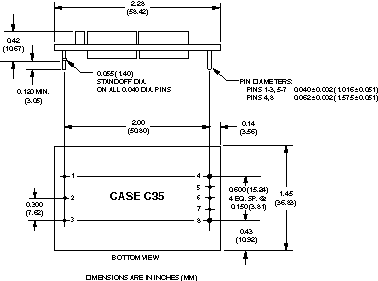 2.28
(58.42)
0.42
(10.67)
0.055 (1.40)
STANDOFF DIA.
ON ALL 0.040 DIA. PINS
0.120 MIN.
(3.05)
PIN DIAMETERS:
PINS 1-3, 5-7 0.040±0.002 (1.016±0.051)
PINS 4, 8 0.062±0.002 (1.575±0.051)
2.00
(50.80)
0.14
(3.56)
1
4
5
2
6
7
3
8
CASE C35
0.600 (15.24)
4 EQ. SP. @
0.150 (3.81)
1.45
(36.83)
0.300
(7.62)
0.43
(10.92)
BOTTOM VIEW
DIMENSIONS ARE IN INCHES (MM)